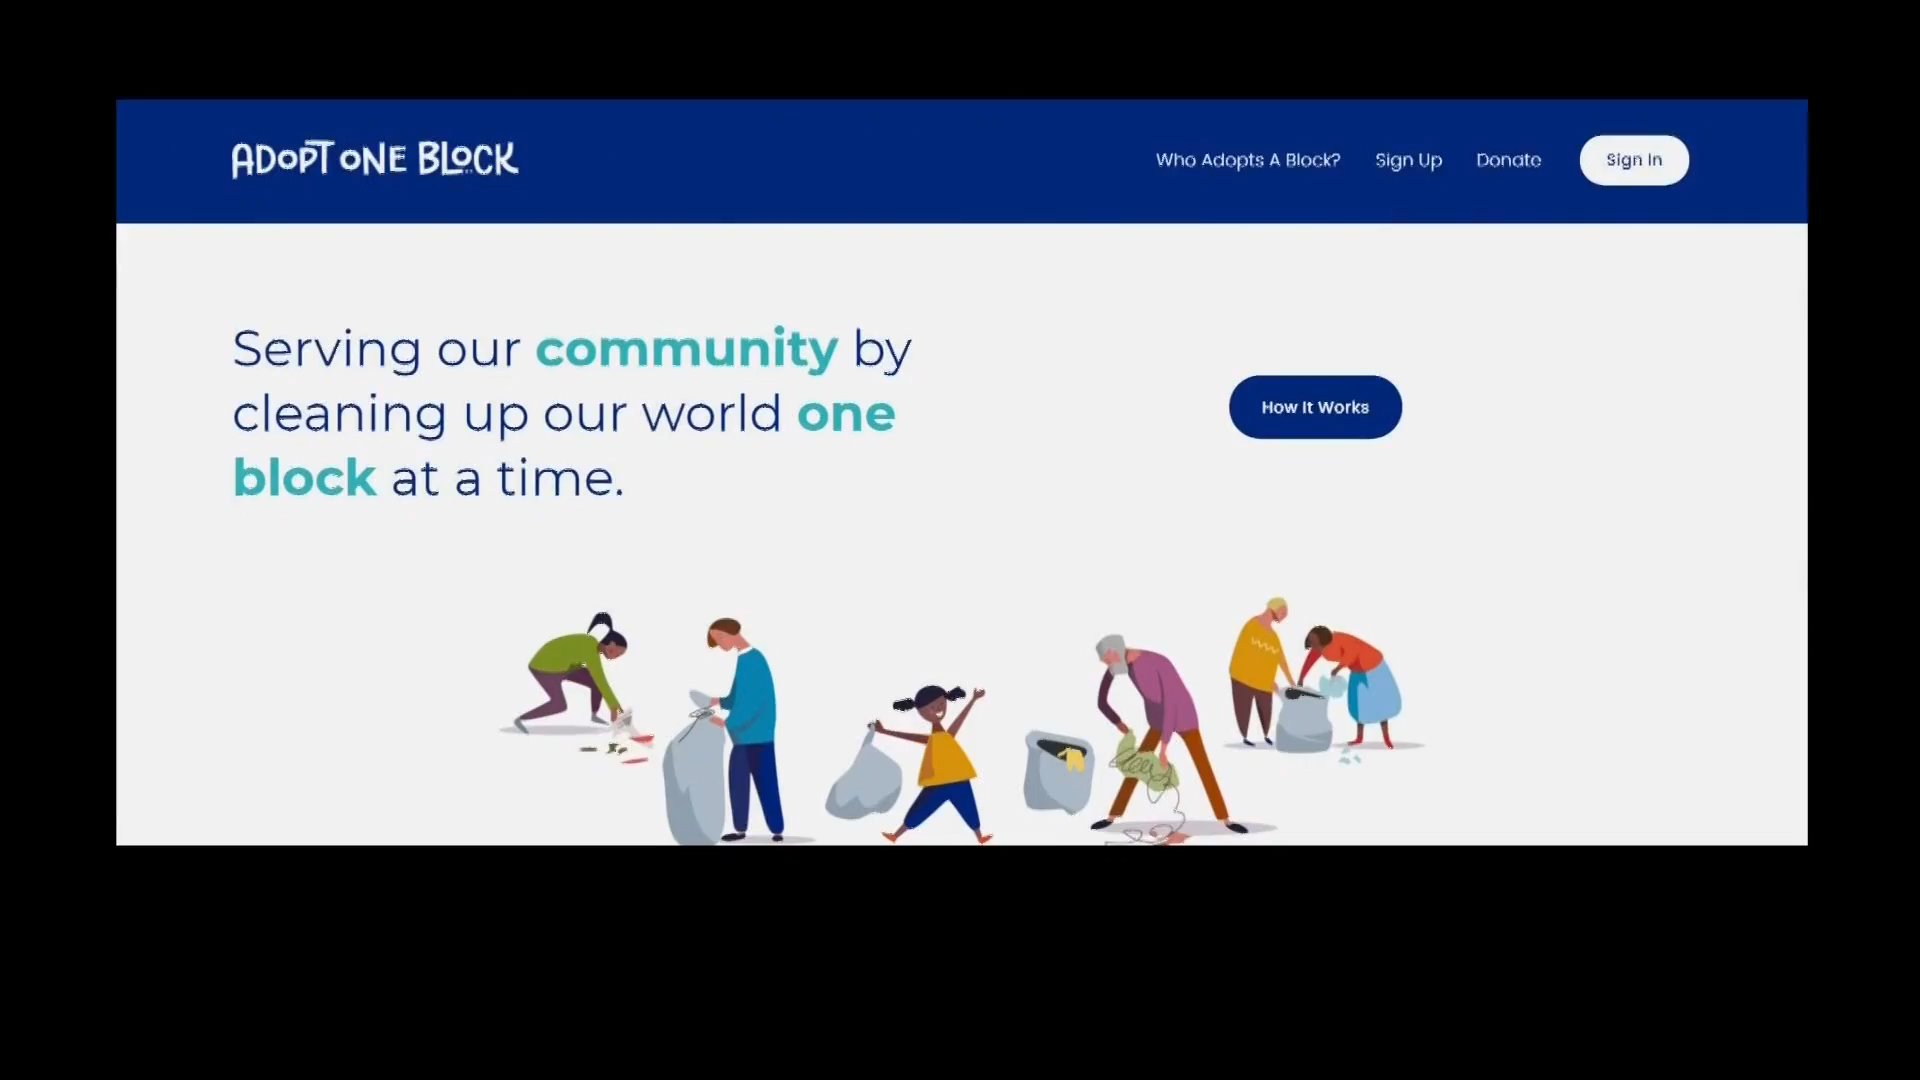 ADOPT ONE BLOCK
Who Adopts A Block? Sign Up Donate Sign In
Serving our community by
cleaning up our world one
block at a time.
How It Works